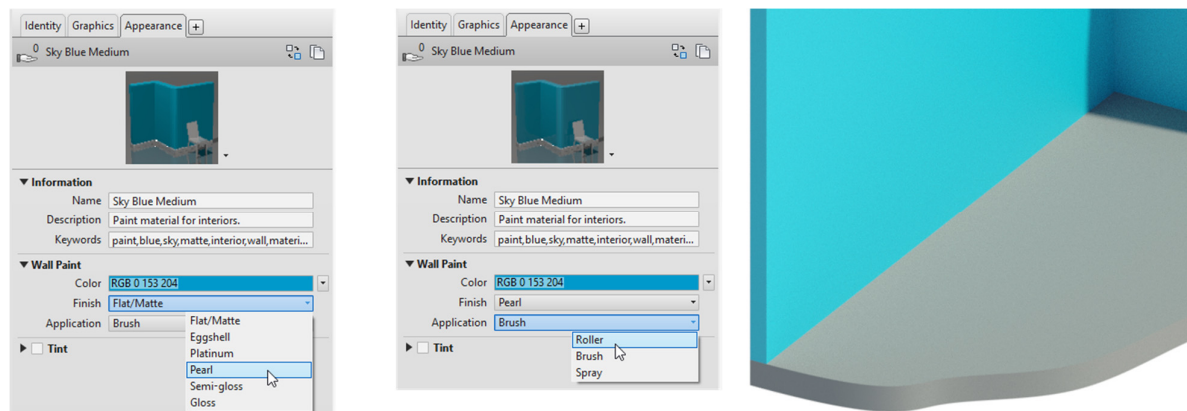 Identity Graphics Appearance +
0
Sky Blue Medium
▼ Information
Name Sky Blue Medium
Description Paint material for interiors.
Keywords paint,blue,sky,matte,interior,wall,materi...
▼ Wall Paint
Color RGB 0 153 204
Finish Flat/Matte
Application Brush
Flat/Matte
Eggshell
Platinum
Pearl
Semi-gloss
Gloss
Tint
Identity Graphics Appearance +
0
Sky Blue Medium
▼ Information
Name Sky Blue Medium
Description Paint material for interiors.
Keywords paint,blue,sky,matte,interior,wall,materi...
▼ Wall Paint
Color RGB 0 153 204
Finish Pearl
Application Brush
Roller
Brush
Spray
Tint